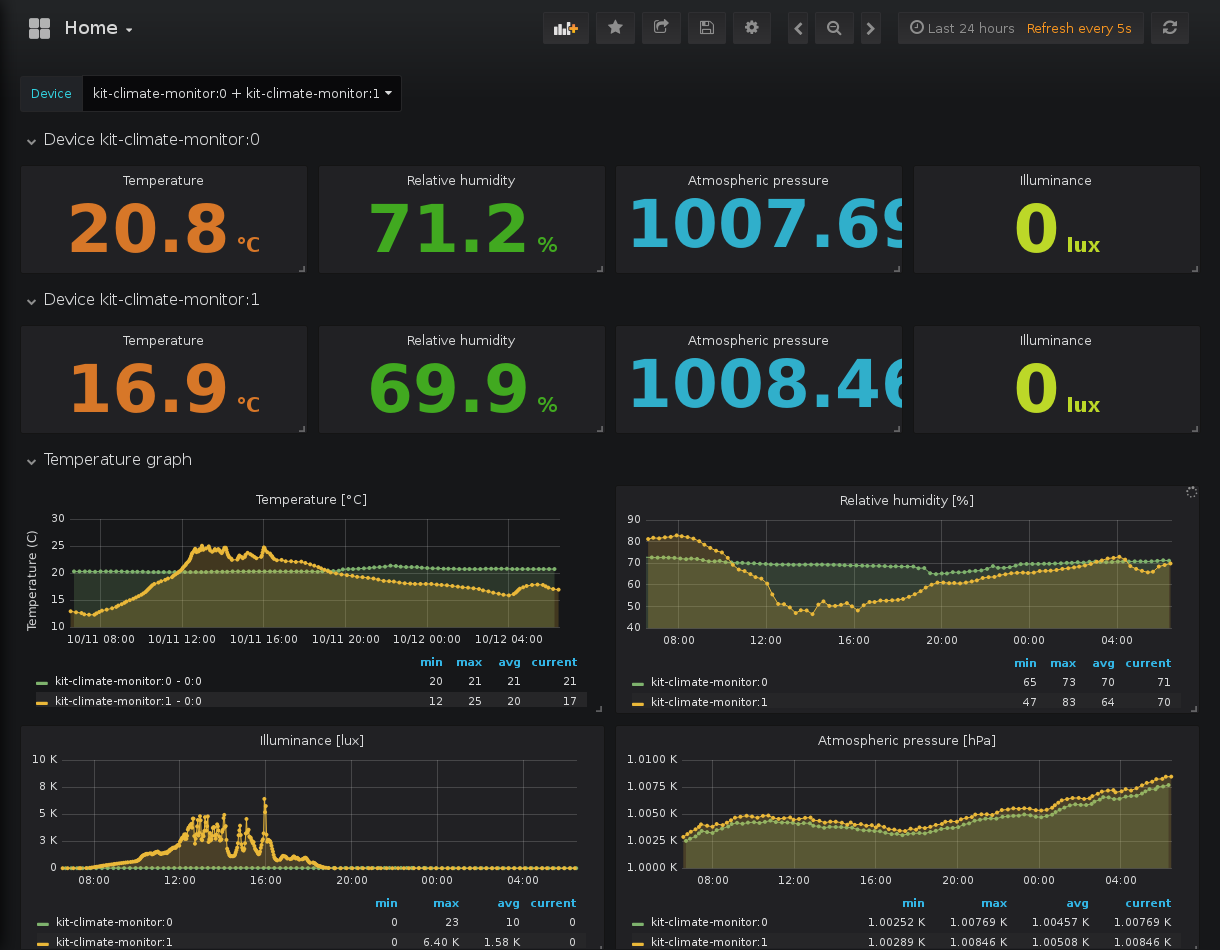 Home
Last 24 hours Refresh every 5s
Device kit-climate-monitor:0 + kit-climate-monitor:1
Device kit-climate-monitor:0
Temperature Relative humidity Atmospheric pressure Illuminance
20.8 °C 71.2 % 1007.69 0 lux
Device kit-climate-monitor:1
Temperature Relative humidity Atmospheric pressure Illuminance
16.9 °C 69.9 % 1008.46 0 lux
Temperature graph
Temperature [°C]
Temperature (C)
30
25
20
15
10
10/11 08:00 10/11 12:00 10/11 16:00 10/11 20:00 10/12 00:00 10/12 04:00
min max avg current
kit-climate-monitor:0 - 0:0 20 21 21 21
kit-climate-monitor:1 - 0:0 12 25 20 17
Relative humidity [%]
90
80
70
60
50
40
08:00 12:00 16:00 20:00 00:00 04:00
min max avg current
kit-climate-monitor:0 65 73 70 71
kit-climate-monitor:1 47 83 64 70
Illuminance [lux]
10 K
8 K
5 K
3 K
0
08:00 12:00 16:00 20:00 00:00 04:00
min max avg current
kit-climate-monitor:0 0 23 10 0
kit-climate-monitor:1 0 6.40 K 1.58 K 0
Atmospheric pressure [hPa]
1.0100 K
1.0075 K
1.0050 K
1.0025 K
1.0000 K
08:00 12:00 16:00 20:00 00:00 04:00
min max avg current
kit-climate-monitor:0 1.00252 K 1.00769 K 1.00457 K 1.00769 K
kit-climate-monitor:1 1.00289 K 1.00846 K 1.00508 K 1.00846 K